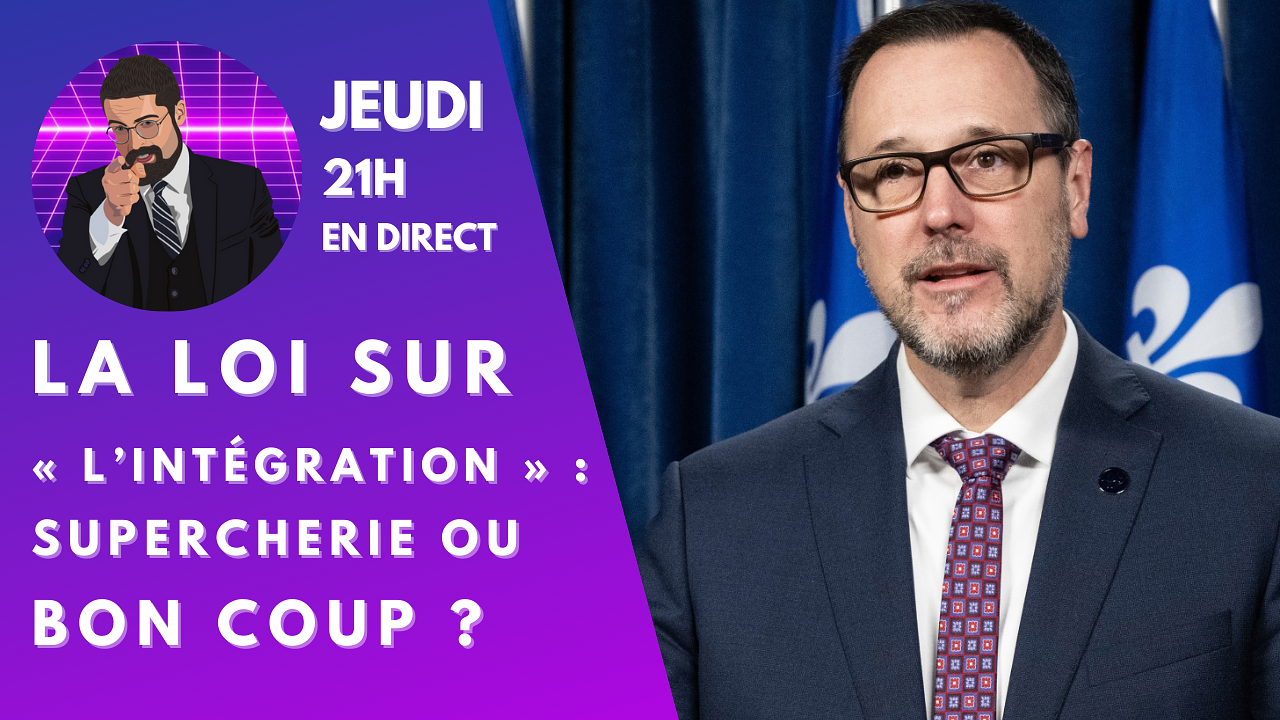 JEUDI
21H
EN DIRECT
LA LOI SUR
« L’INTÉGRATION » :
SUPERCHERIE OU
BON COUP ?